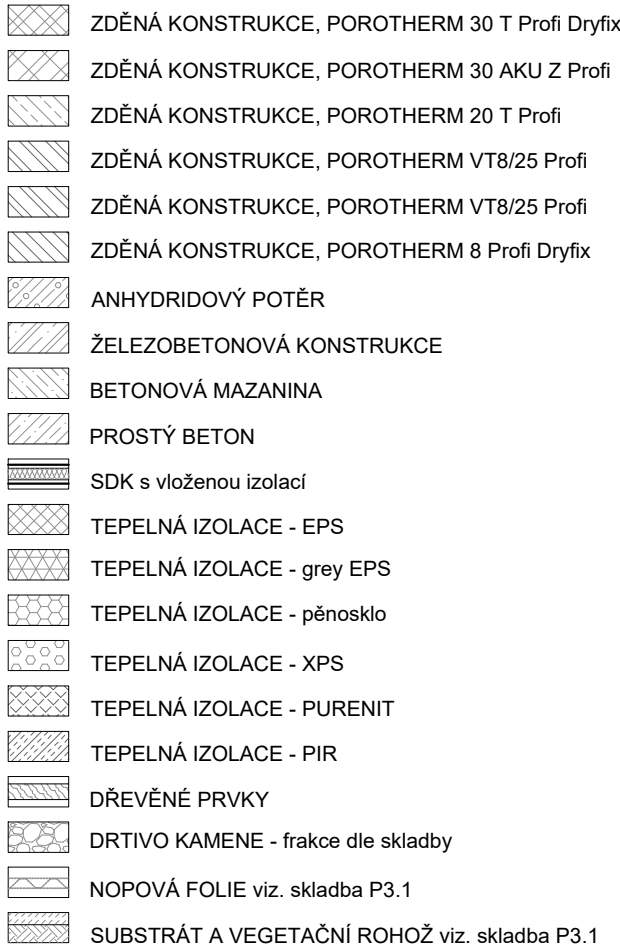 ZDĚNÁ KONSTRUKCE, POROTHERM 30 T Profi Dryfix
ZDĚNÁ KONSTRUKCE, POROTHERM 30 AKU Z Profi
ZDĚNÁ KONSTRUKCE, POROTHERM 20 T Profi
ZDĚNÁ KONSTRUKCE, POROTHERM VT8/25 Profi
ZDĚNÁ KONSTRUKCE, POROTHERM VT8/25 Profi
ZDĚNÁ KONSTRUKCE, POROTHERM 8 Profi Dryfix
ANHYDRIDOVÝ POTĚR
ŽELEZOBETONOVÁ KONSTRUKCE
BETONOVÁ MAZANINA
PROSTÝ BETON
SDK s vloženou izolací
TEPELNÁ IZOLACE - EPS
TEPELNÁ IZOLACE - grey EPS
TEPELNÁ IZOLACE - pěnosklo
TEPELNÁ IZOLACE - XPS
TEPELNÁ IZOLACE - PURENIT
TEPELNÁ IZOLACE - PIR
DŘEVĚNÉ PRVKY
DRTIVO KAMENE - frakce dle skladby
NOPOVÁ FOLIE viz. skladba P3.1
SUBSTRÁT A VEGETAČNÍ ROHOŽ viz. skladba P3.1